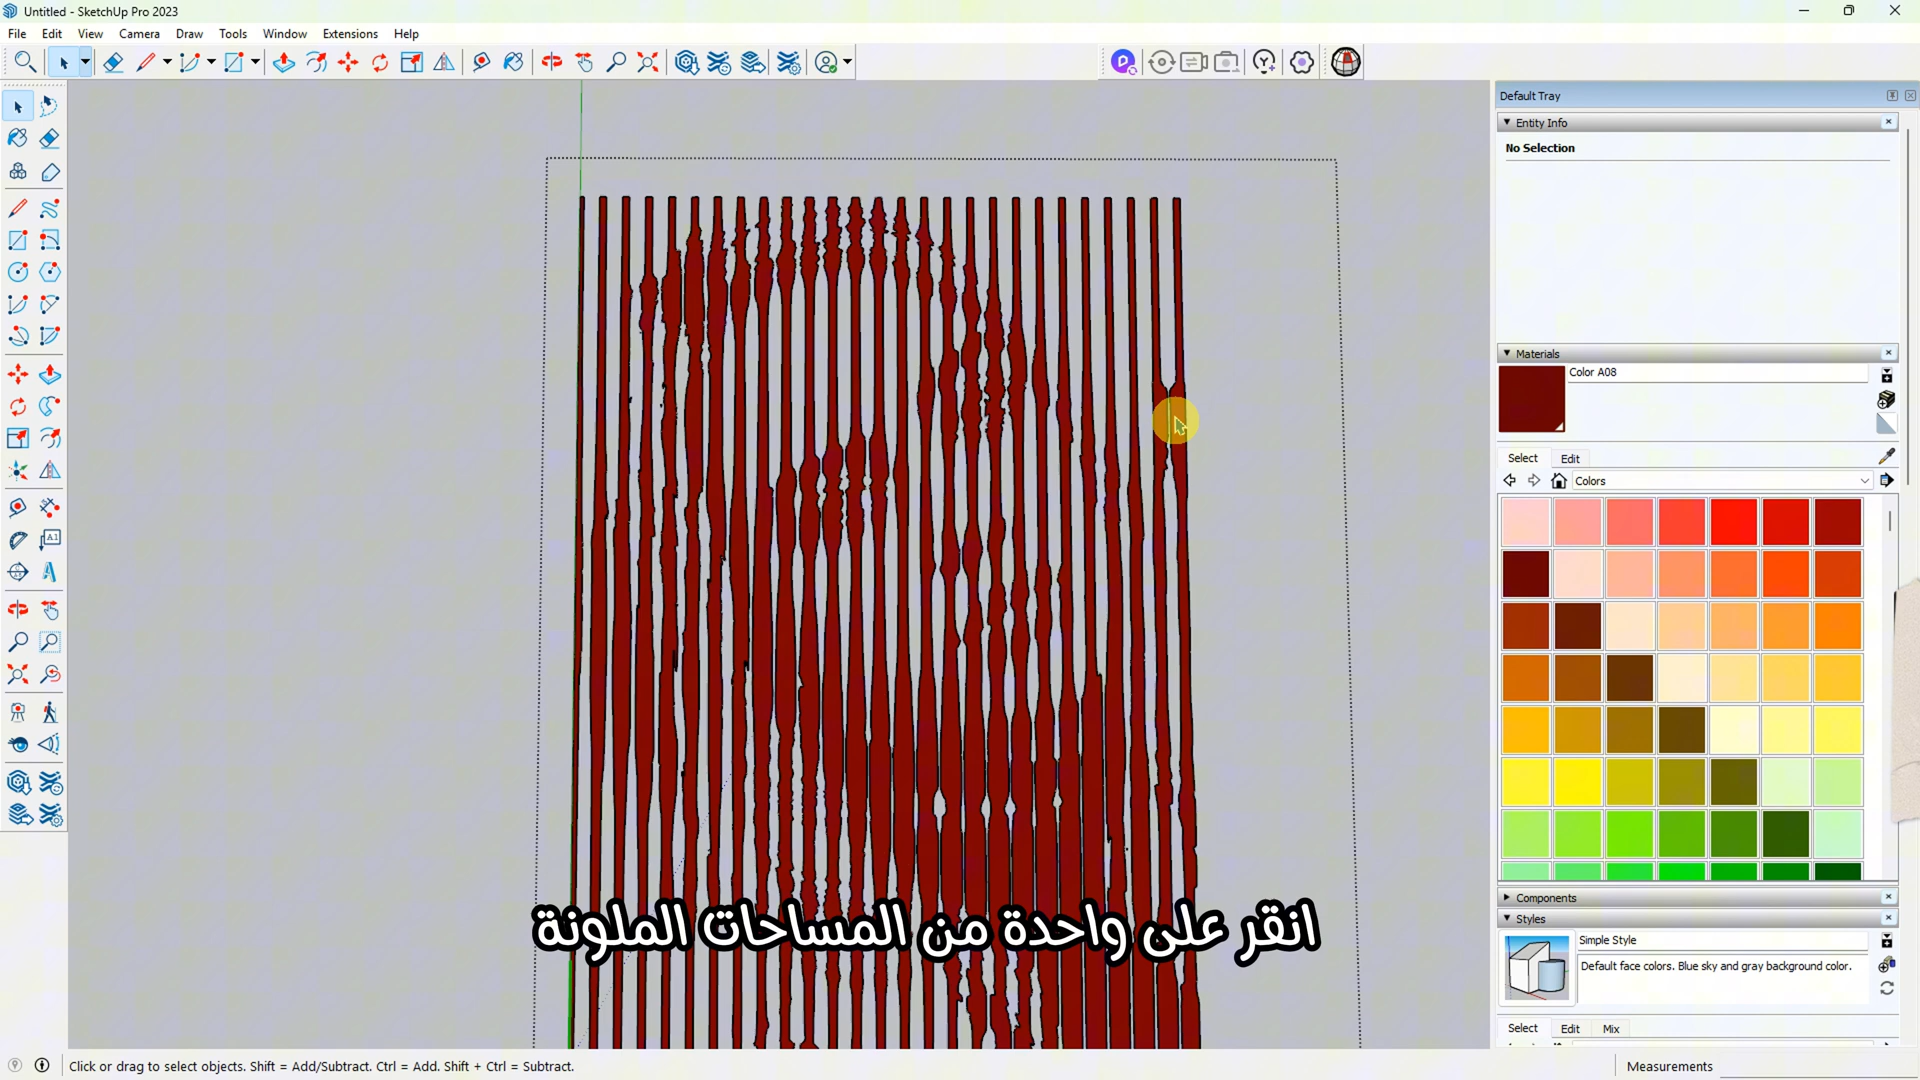 Untitled - SketchUp Pro 2023
File Edit View Camera Draw Tools Window Extensions Help
Default Tray
Entity Info
No Selection
Materials
Color A08
Select Edit
Colors
Components
Styles
Simple Style
Default face colors. Blue sky and gray background color.
Select Edit Mix
انقر على واحدة من المساحات الملونة
Click or drag to select objects. Shift = Add/Subtract. Ctrl = Add. Shift + Ctrl = Subtract.
Measurements